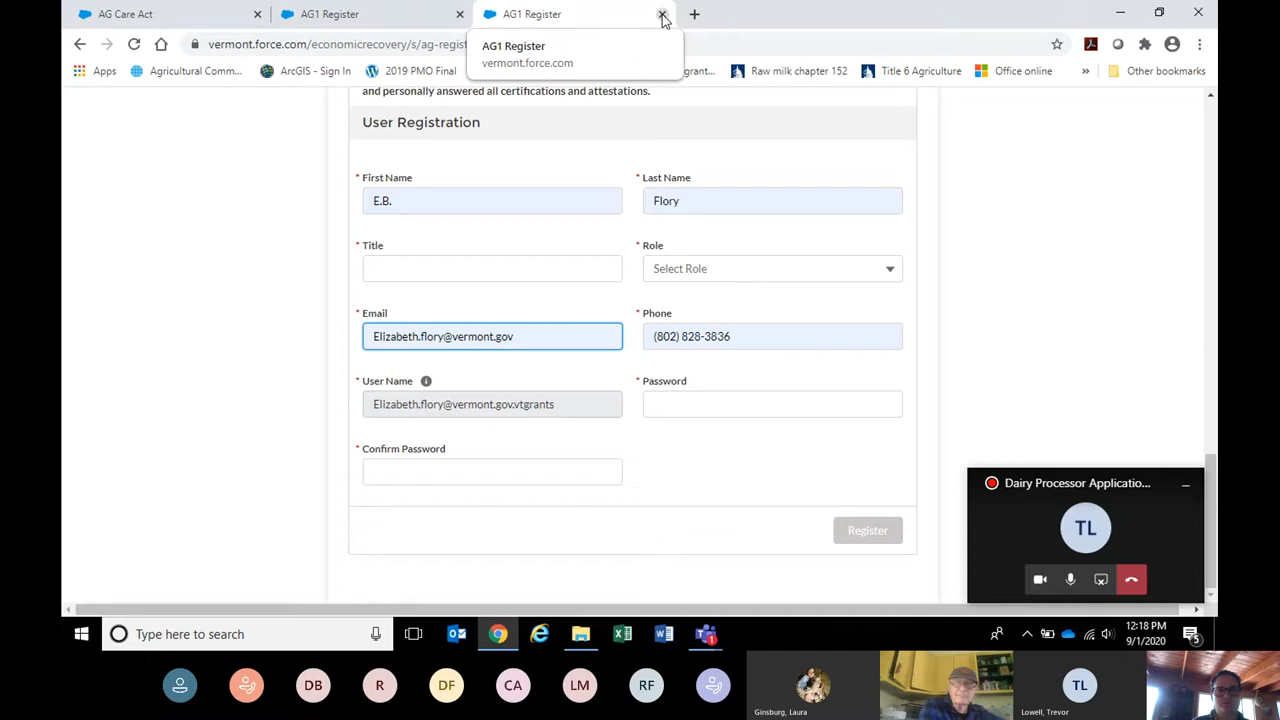 AG Care Act
AG1 Register
AG1 Register
AG1 Register
vermont.force.com
vermont.force.com/economicrecovery/s/ag-regist
Apps
Agricultural Comm...
ArcGIS - Sign In
2019 PMO Final
grant...
Raw milk chapter 152
Title 6 Agriculture
Office online
»
Other bookmarks
and personally answered all certifications and attestations.
User Registration
* First Name
* Last Name
E.B.
Flory
* Title
* Role
Select Role
* Email
* Phone
Elizabeth.flory@vermont.gov
(802) 828-3836
* User Name
* Password
Elizabeth.flory@vermont.gov.vtgrants
* Confirm Password
Register
Dairy Processor Applicatio...
TL
Type here to search
12:18 PM
9/1/2020
DB
R
DF
CA
LM
RF
TL
Ginsburg, Laura
Lowell, Trevor